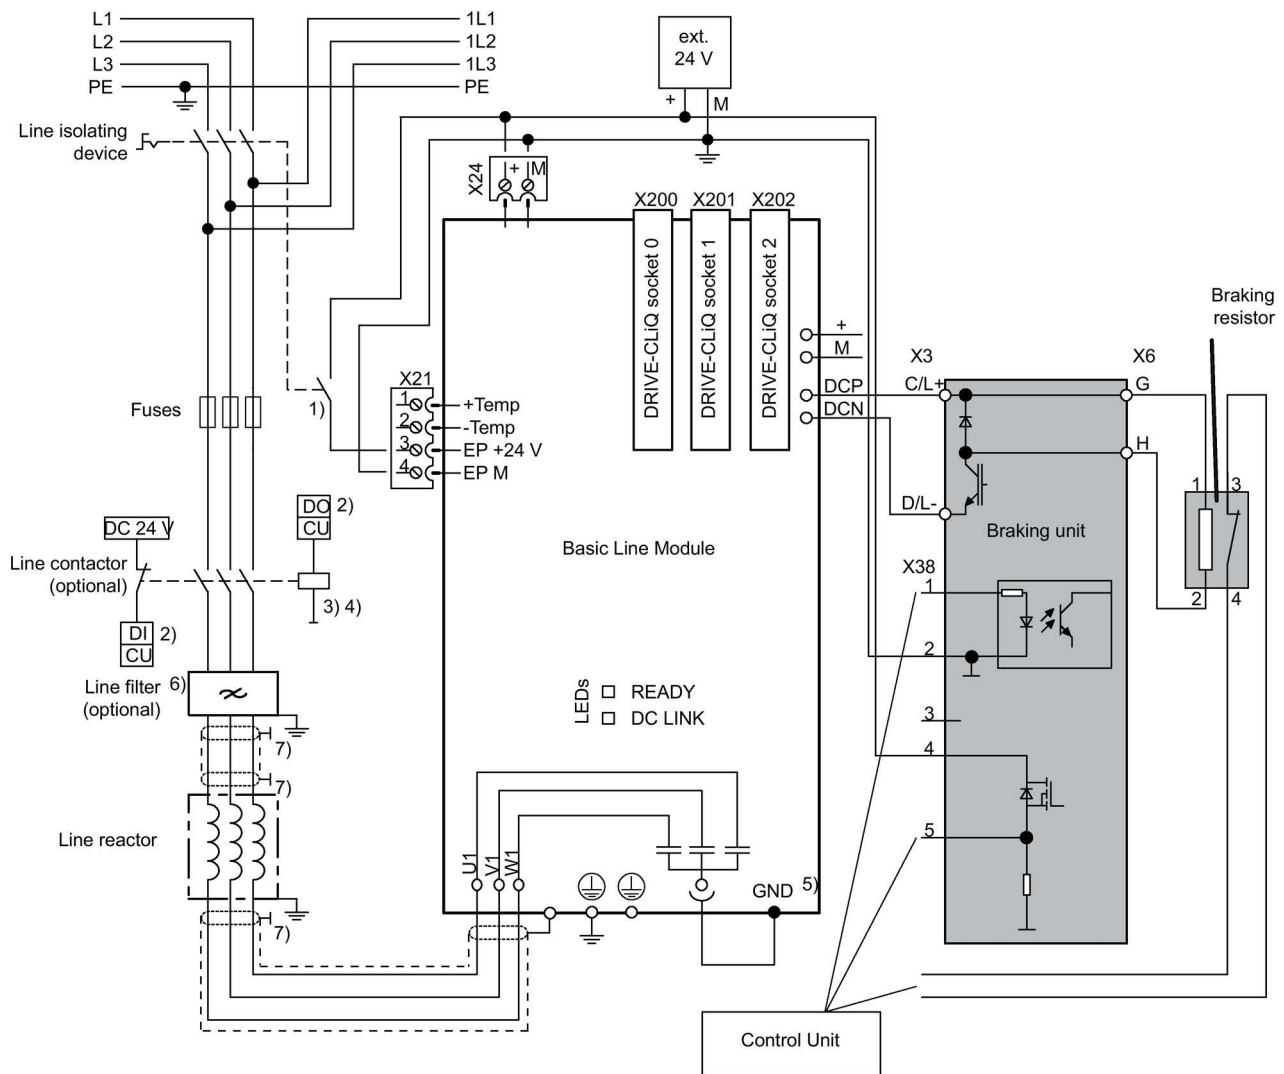 L1
L2
L3
PE
1L1
1L2
1L3
PE
ext.
24 V
+
M
Line isolating
device
X24
+
M
X200
X201
X202
DRIVE-CLiQ socket 0
DRIVE-CLiQ socket 1
DRIVE-CLiQ socket 2
+
M
DCP
DCN
Braking
resistor
X3
X6
C/L+
G
H
D/L-
Braking unit
1
3
2
4
Fuses
1)
X21
1
2
3
4
+Temp
-Temp
EP +24 V
EP M
DO
CU
2)
DC 24 V
Line contactor
(optional)
3) 4)
DI
CU
2)
Basic Line Module
X38
1
2
3
4
5
Line filter
(optional)
6)
7)
7)
LEDs
READY
DC LINK
Line reactor
7)
U1
V1
W1
GND
5)
Control Unit